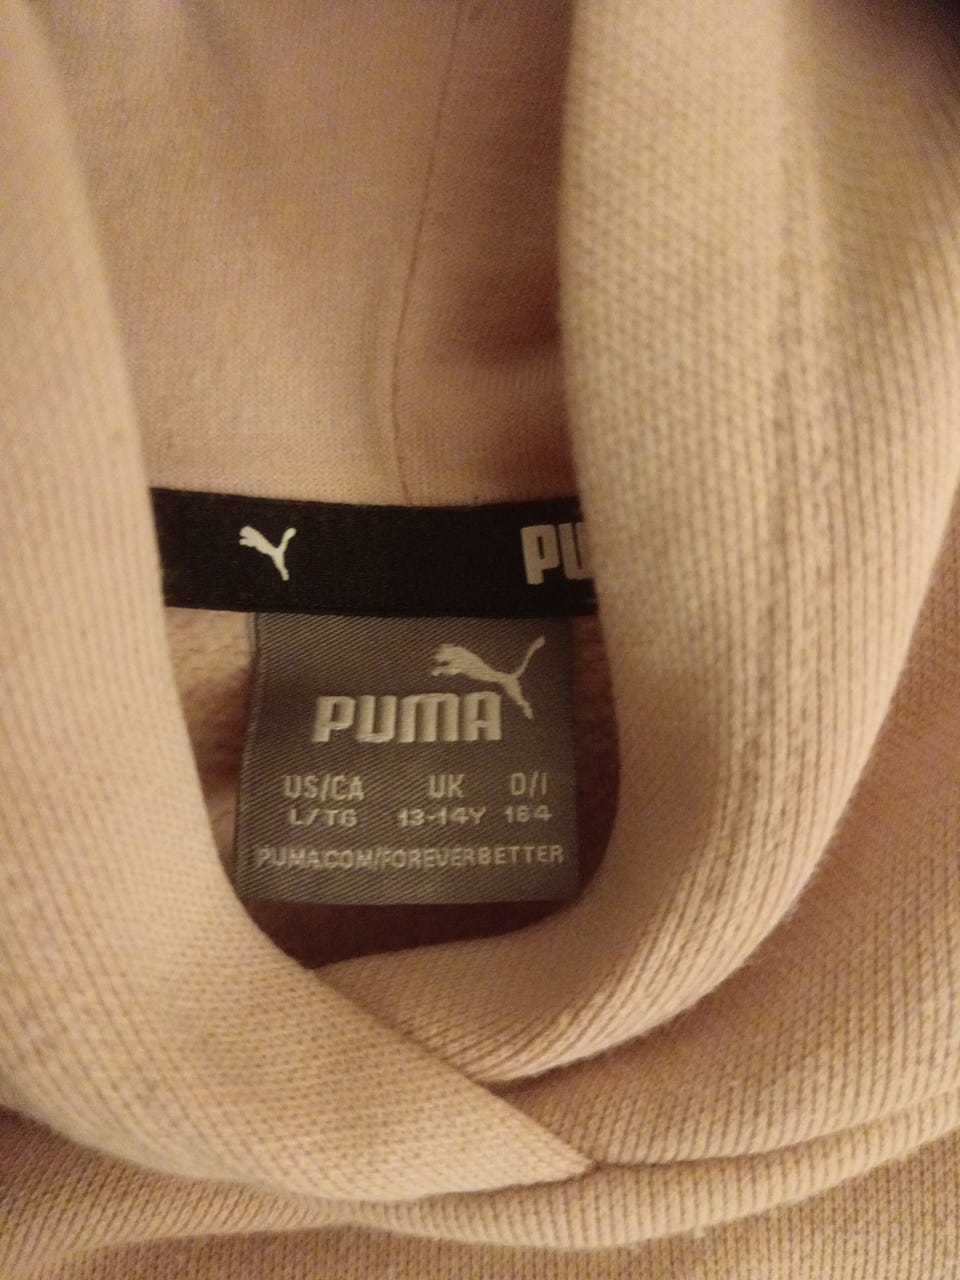 PU
PUMA
US/CA UK D/I
L/TG 13-14Y 164
PUMA.COM/FOREVERBETTER